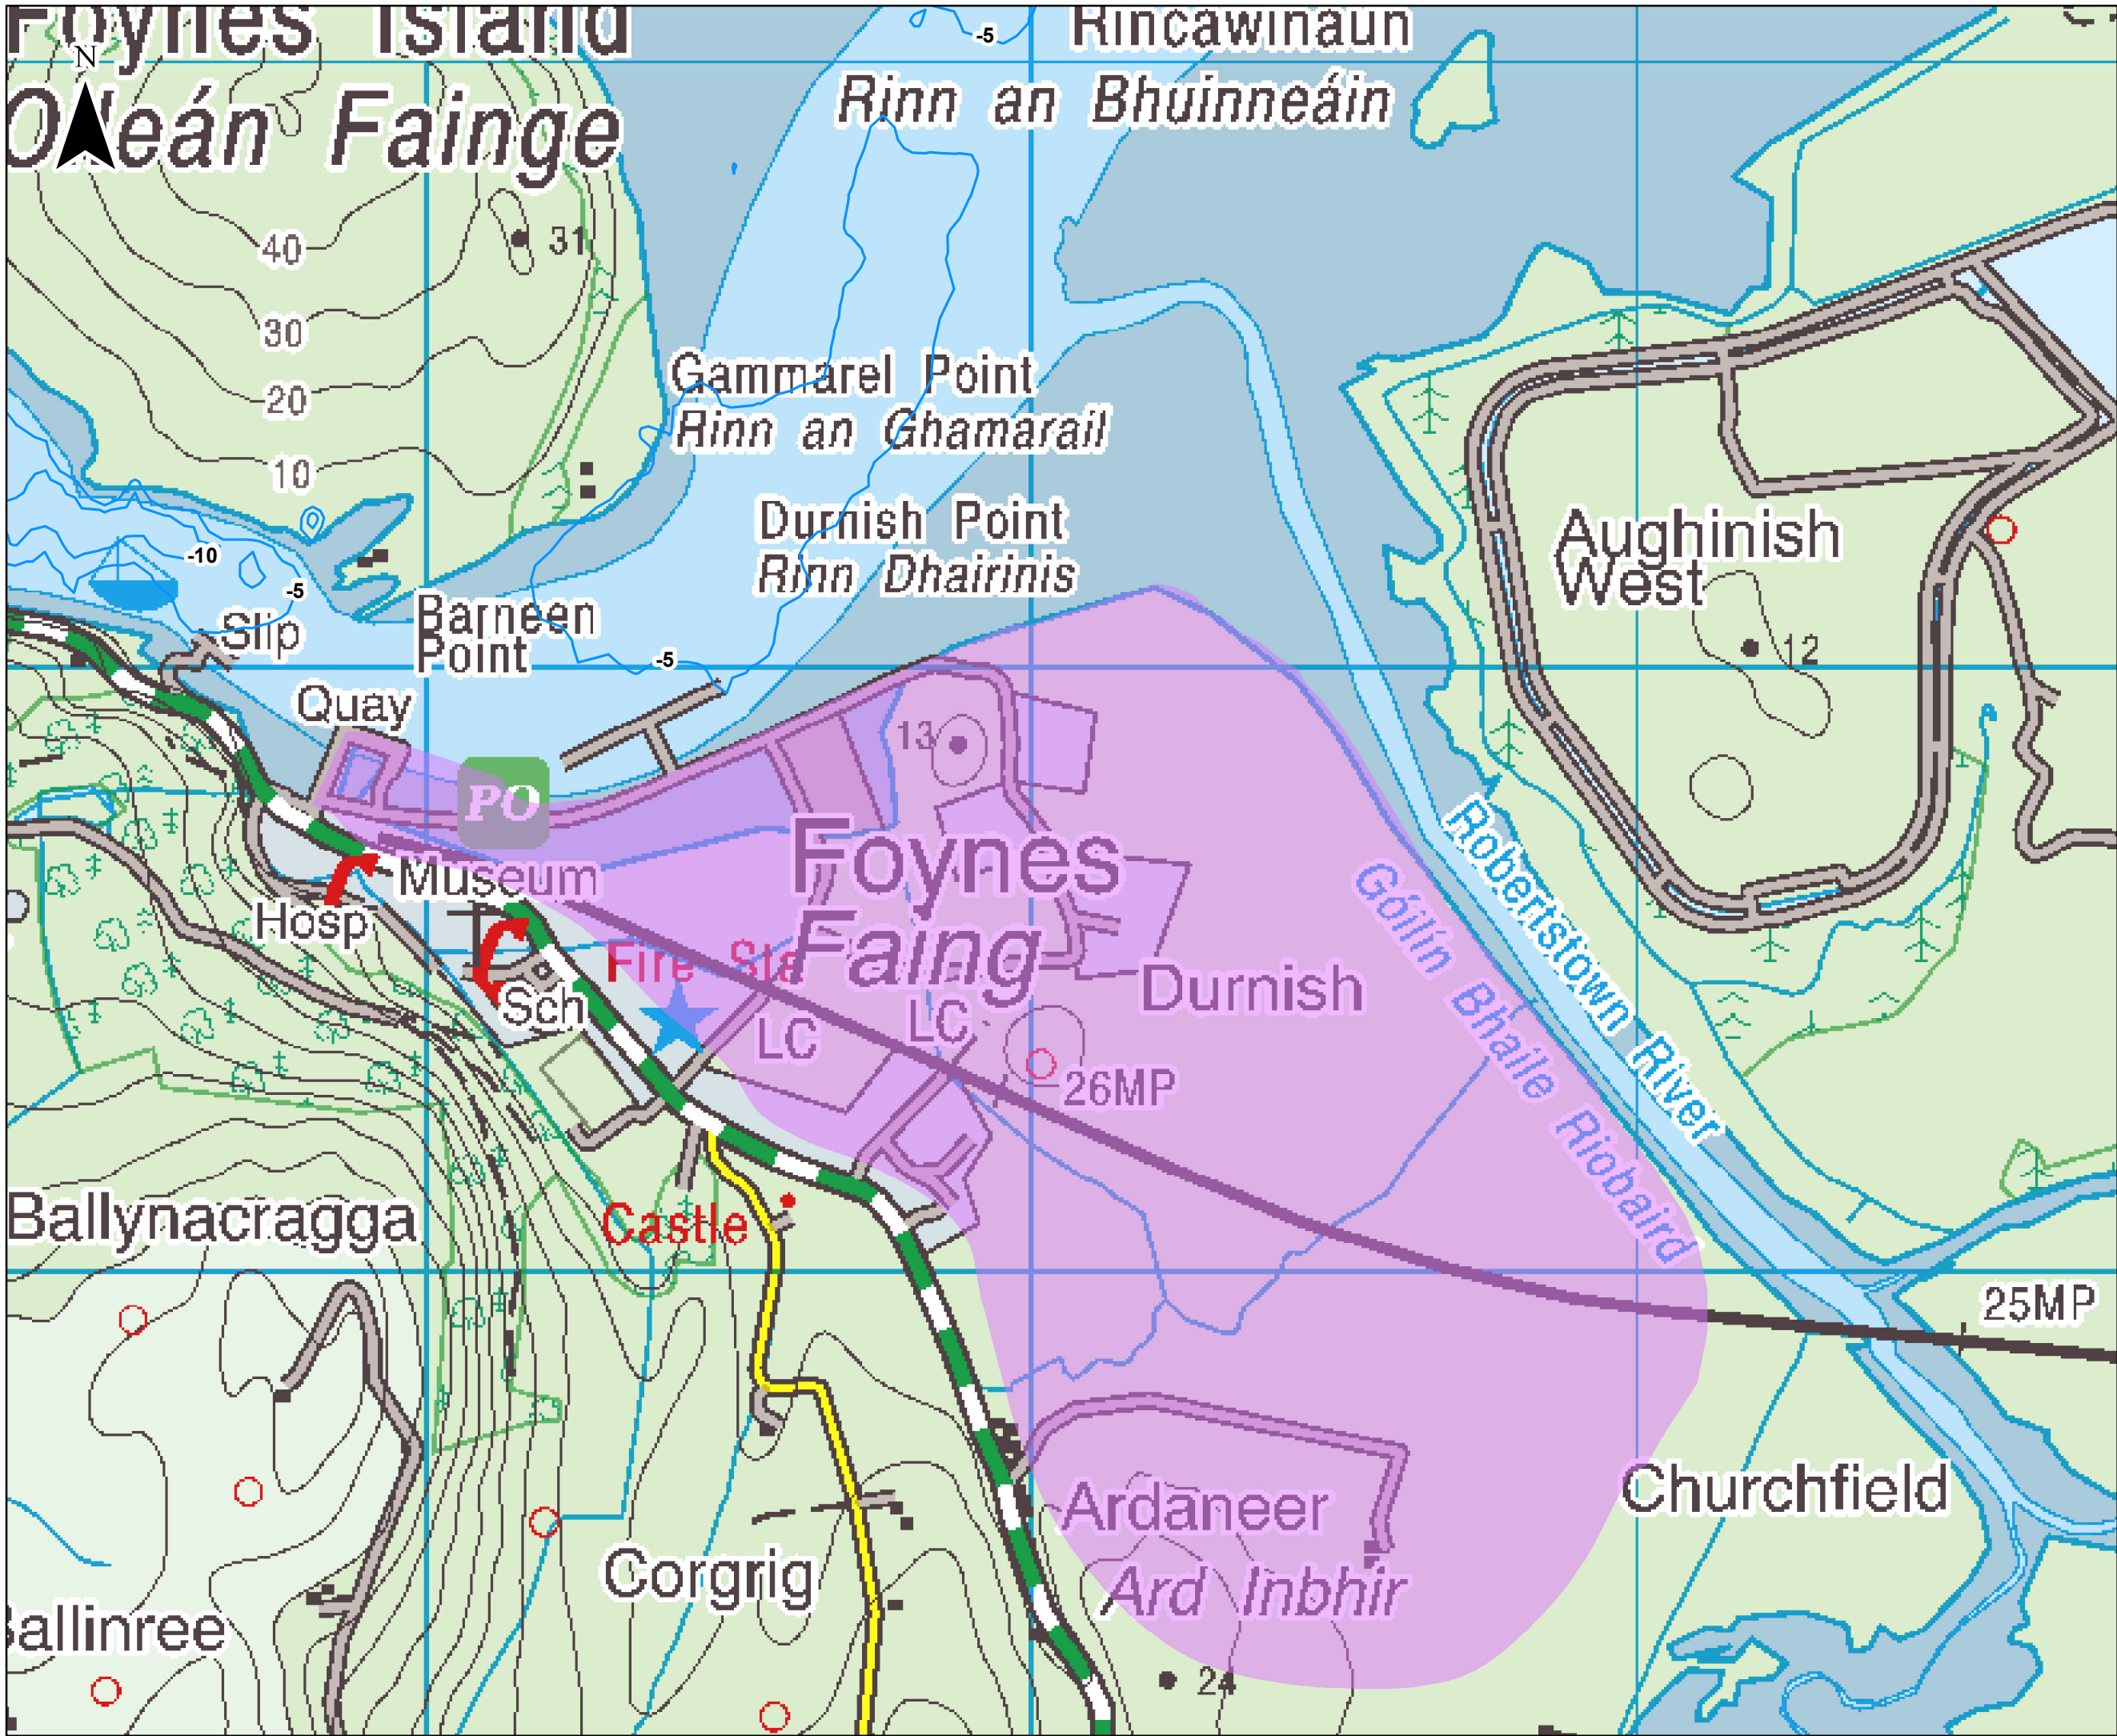 Foynes Island
N
Fainge
-5
Rincawinaun
Rinn an Bhuinneáin
31
40
30
20
10
Gammarel Point
Rinn an Ghamarail
Durnish Point
Rinn Dhairinis
-10
-5
Slip
Barneen
Point
-5
Aughinish
West
12
Quay
13
PO
Foynes
Faing
Museum
Hosp
Fire Sta
Sch
LC
LC
Durnish
26MP
Góilín Bhaile Riobaird
Robertstown River
Ballynacragga
Castle
25MP
Churchfield
Ardaneer
Ard Inbhir
Corgrig
Ballinree
24